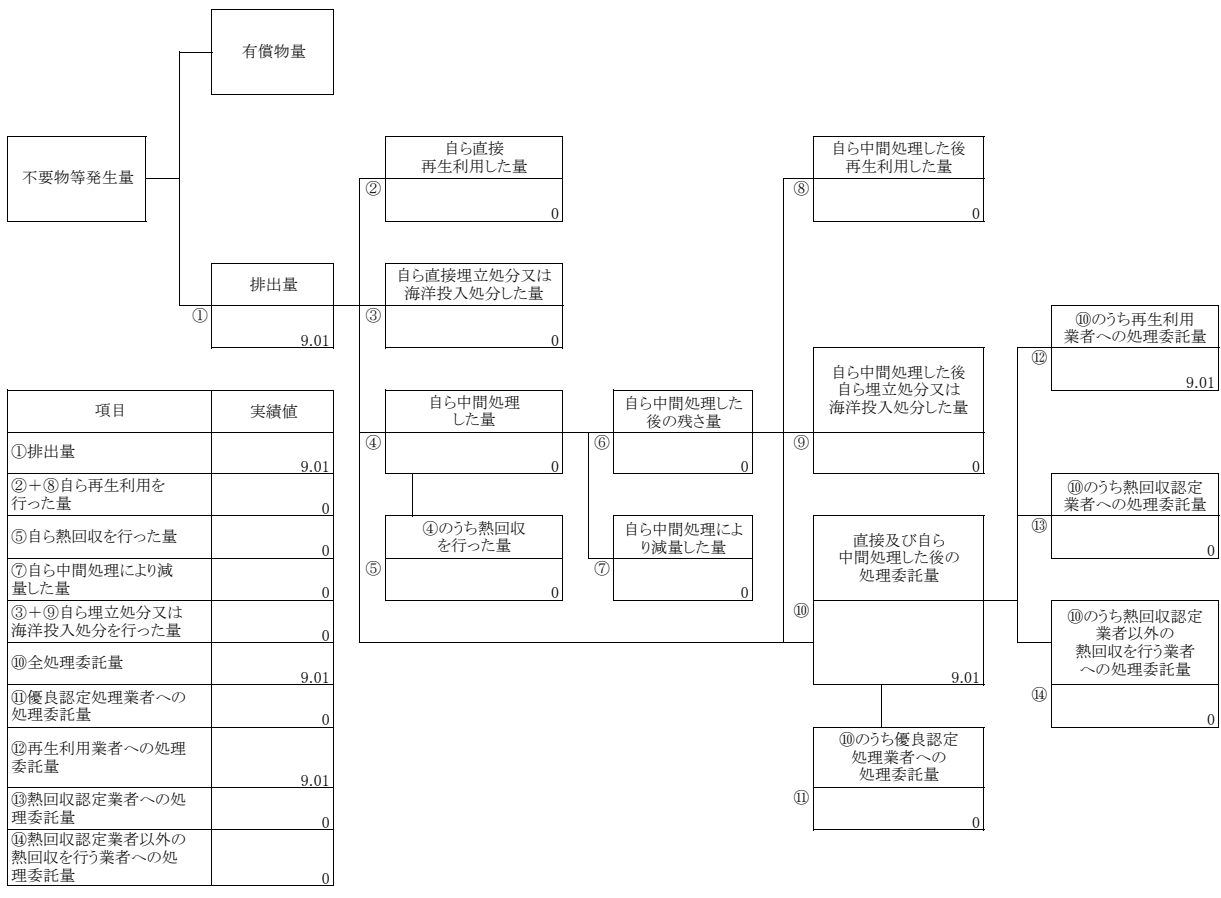 有償物量
不要物等発生量
排出量
①
9.01
自ら直接
再生利用した量
②
0
自ら直接埋立処分又は
海洋投入処分した量
③
0
自ら中間処理
した量
④
0
④のうち熱回収
を行った量
⑤
0
自ら中間処理した
後の残さ量
⑥
0
自ら中間処理によ
り減量した量
⑦
0
自ら中間処理した後
再生利用した量
⑧
0
自ら中間処理した後
自ら埋立処分又は
海洋投入処分した量
⑨
0
直接及び自ら
中間処理した後の
処理委託量
⑩
9.01
⑩のうち優良認定
処理業者への
処理委託量
⑪
0
⑩のうち再生利用
業者への処理委託量
⑫
9.01
⑩のうち熱回収認定
業者への処理委託量
⑬
0
⑩のうち熱回収認定
業者以外の
熱回収を行う業者
への処理委託量
⑭
0
項目 実績値
①排出量
9.01
②+⑧自ら再生利用を
行った量
0
⑤自ら熱回収を行った量
0
⑦自ら中間処理により減
量した量
0
③+⑨自ら埋立処分又は
海洋投入処分を行った量
0
⑩全処理委託量
9.01
⑪優良認定処理業者への
処理委託量
0
⑫再生利用業者への処理
委託量
9.01
⑬熱回収認定業者への処
理委託量
0
⑭熱回収認定業者以外の
熱回収を行う業者への処
理委託量
0